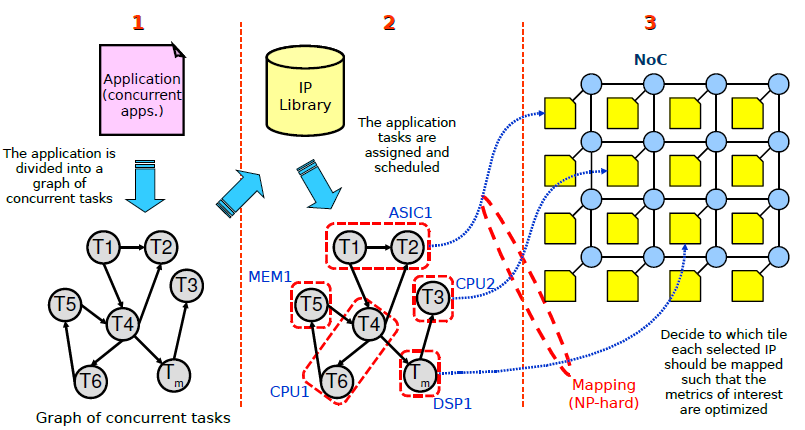 1
Application
(concurrent
apps.)
The application is
divided into a
graph of
concurrent tasks
T1
T2
T3
T5
T4
T6
Tm
Graph of concurrent tasks
2
IP
Library
The application
tasks are
assigned and
scheduled
ASIC1
T1
T2
MEM1
CPU2
T5
T3
T4
T6
Tm
CPU1
DSP1
3
NoC
Mapping
(NP-hard)
Decide to which tile
each selected IP
should be mapped
such that the
metrics of interest
are optimized